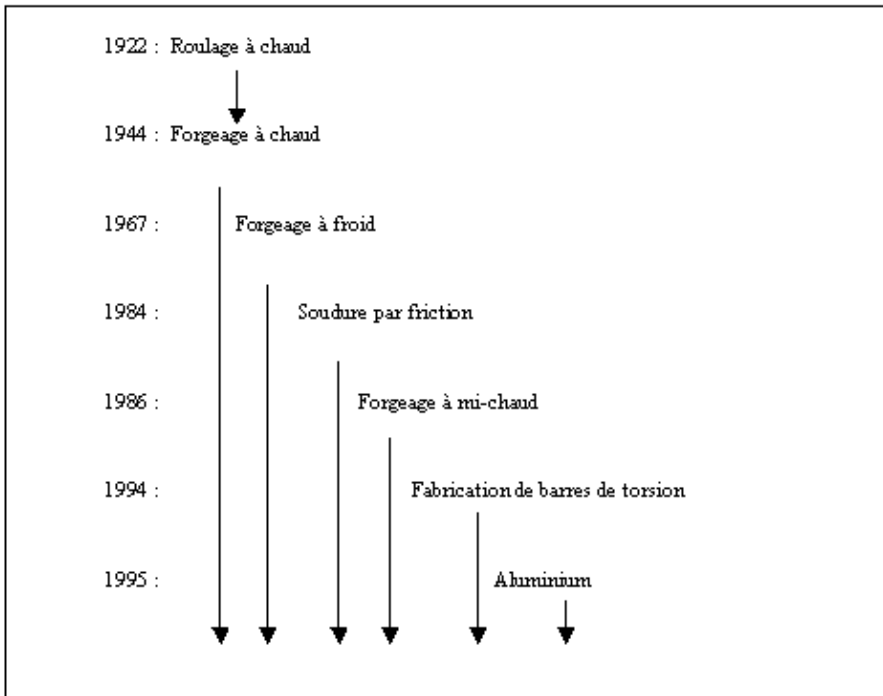 1922 : Roulage à chaud
1944 : Forgeage à chaud
1967 : Forgeage à froid
1984 : Soudure par friction
1986 : Forgeage à mi-chaud
1994 : Fabrication de barres de torsion
1995 : Aluminium